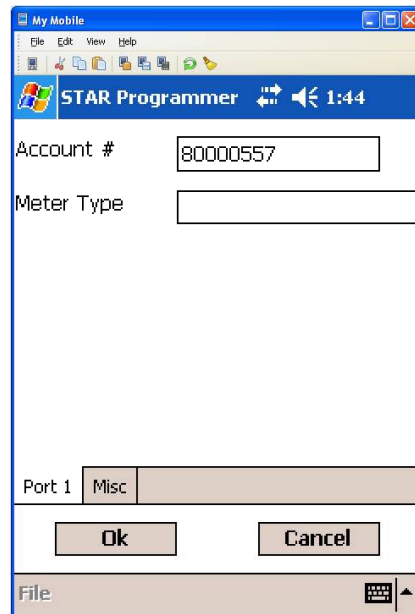 My Mobile
File Edit View Help
STAR Programmer 1:44
Account # 80000557
Meter Type
Port 1 Misc
Ok Cancel
File